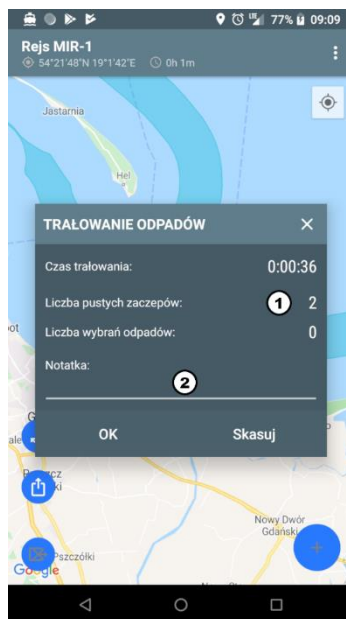 77% 09:09
Rejs MIR-1
54°21'48"N 19°1'42"E 0h 1m
Jastarnia
Hel
TRAŁOWANIE ODPADÓW
Czas trałowania: 0:00:36
Liczba pustych zaczepów: 1 2
Liczba wybrań odpadów: 0
Notatka:
2
OK Skasuj
Nowy Dwór
Gdański
Pszczółki
Google